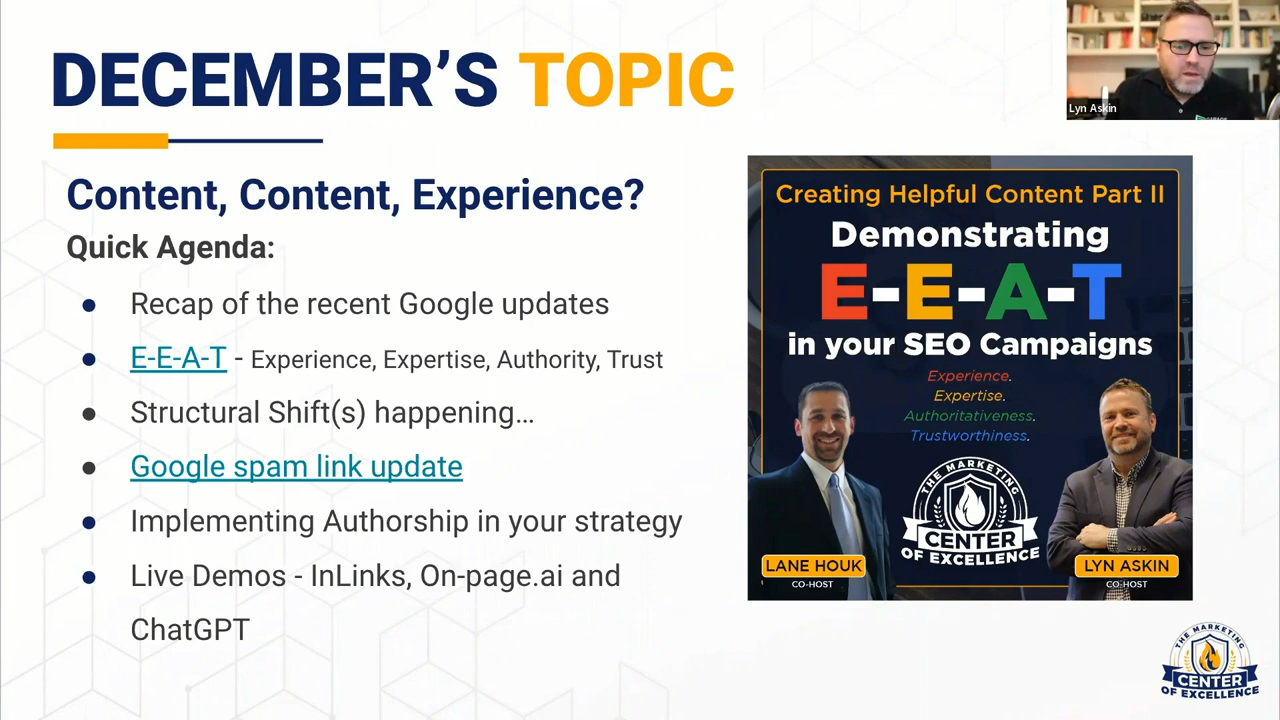 DECEMBER'S TOPIC
Lyn Askin
Content, Content, Experience?
Quick Agenda:
● Recap of the recent Google updates
● E-E-A-T - Experience, Expertise, Authority, Trust
● Structural Shift(s) happening...
● Google spam link update
● Implementing Authorship in your strategy
● Live Demos - InLinks, On-page.ai and
ChatGPT
Creating Helpful Content Part II
Demonstrating
E-E-A-T
in your SEO Campaigns
Experience.
Expertise.
Authoritativeness.
Trustworthiness.
THE MARKETING
CENTER
OF EXCELLENCE
LANE HOUK
CO-HOST
LYN ASKIN
CO-HOST
THE MARKETING
CENTER
OF EXCELLENCE